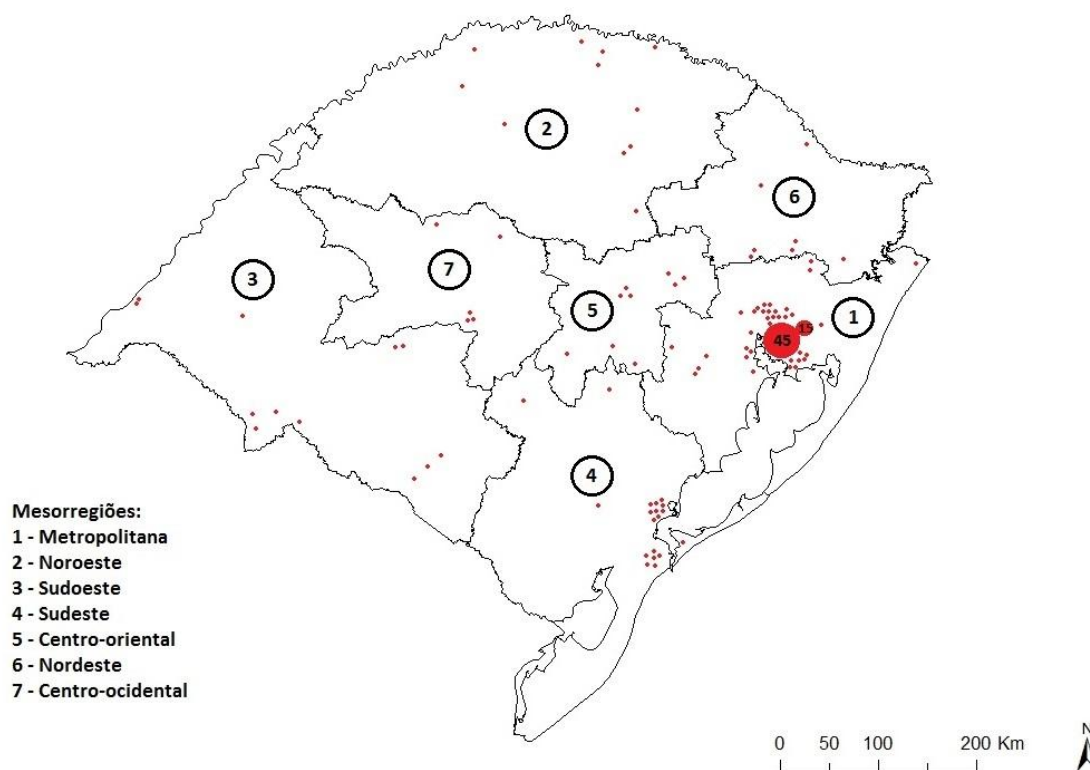 2
6
7
3
5
1
15
45
4
Mesorregiões:
1 - Metropolitana
2 - Noroeste
3 - Sudoeste
4 - Sudeste
5 - Centro-oriental
6 - Nordeste
7 - Centro-ocidental
N
0 50 100 200 Km